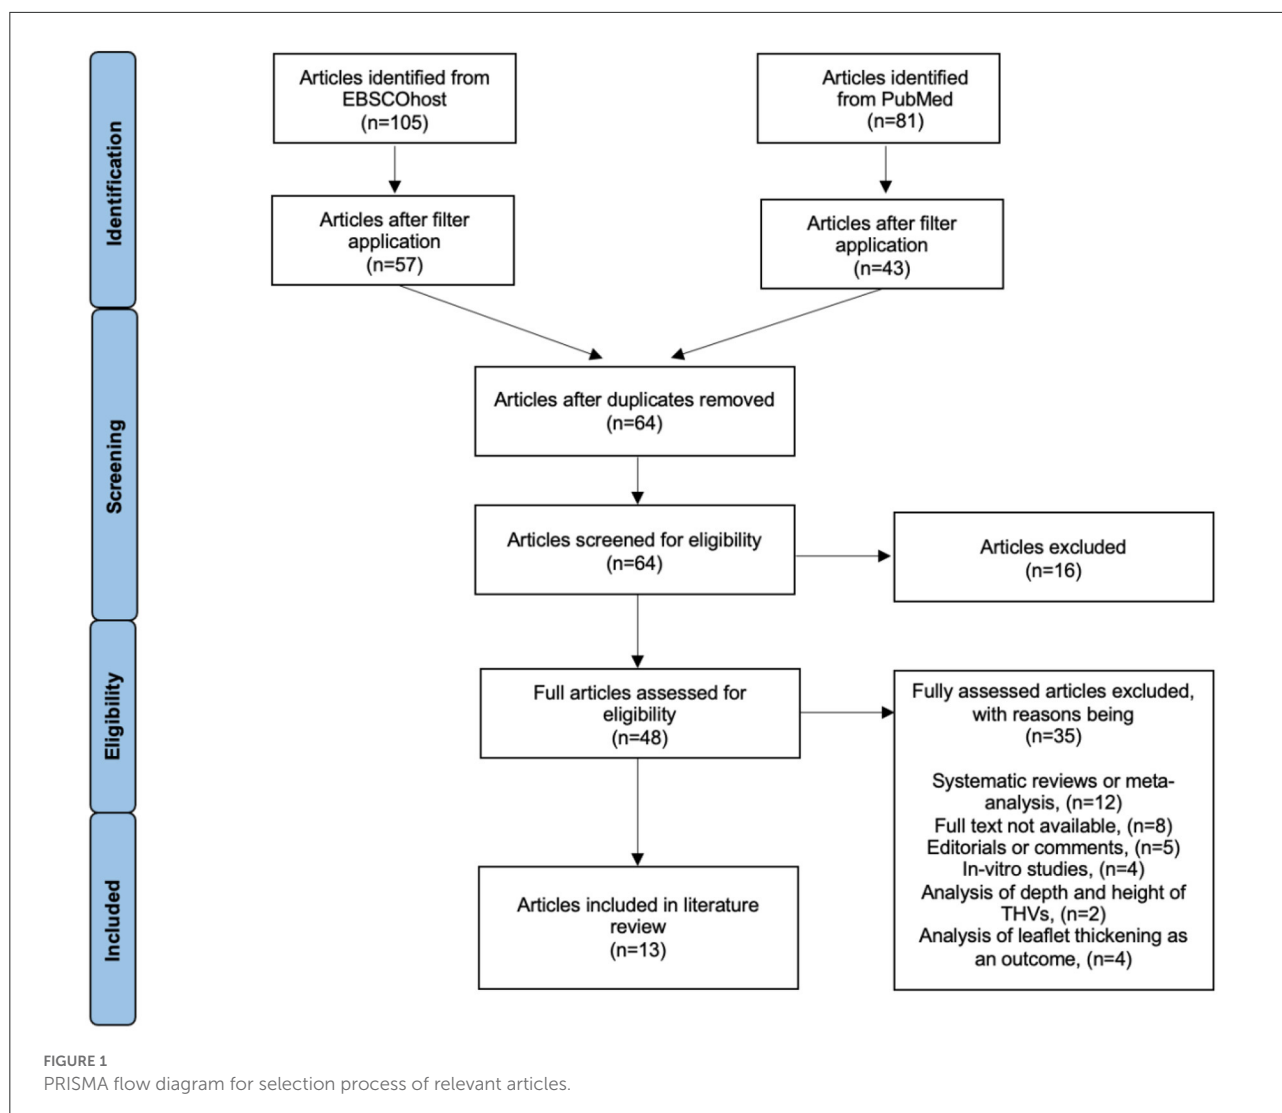 Identification
Articles identified from
EBSCOhost
(n=105)
Articles identified
from PubMed
(n=81)
Articles after filter
application
(n=57)
Articles after filter
application
(n=43)
Screening
Articles after duplicates removed
(n=64)
Articles screened for eligibility
(n=64)
Articles excluded
(n=16)
Eligibility
Full articles assessed for
eligibility
(n=48)
Fully assessed articles excluded,
with reasons being
(n=35)
Systematic reviews or meta-
analysis, (n=12)
Full text not available, (n=8)
Editorials or comments, (n=5)
In-vitro studies, (n=4)
Analysis of depth and height of
THVs, (n=2)
Analysis of leaflet thickening as
an outcome, (n=4)
Included
Articles included in literature
review
(n=13)
FIGURE 1
PRISMA flow diagram for selection process of relevant articles.